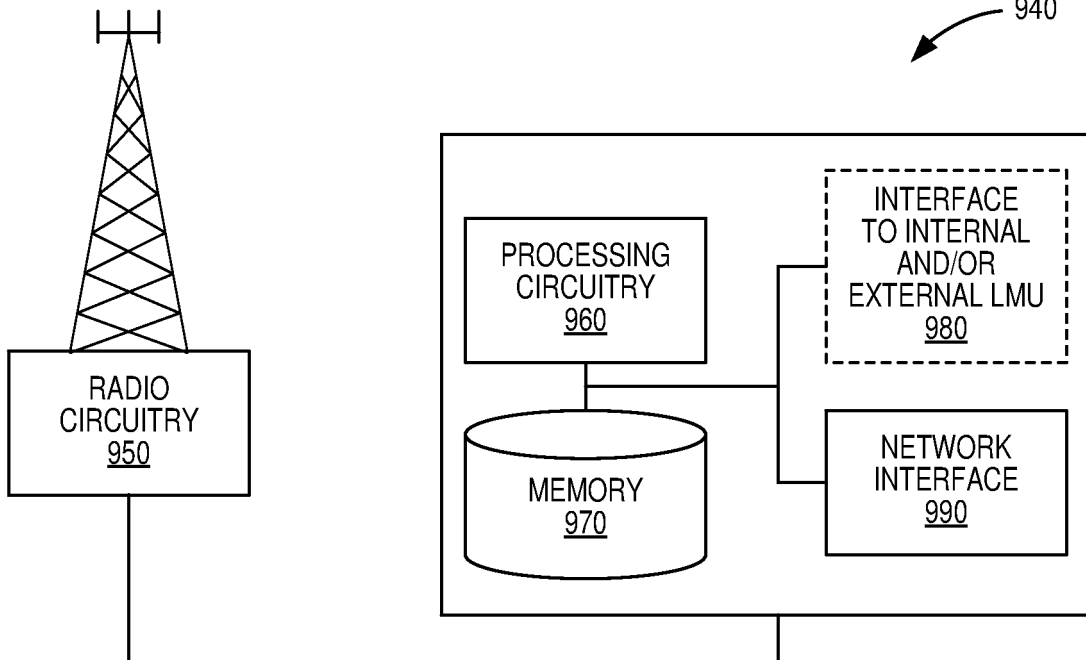 940
INTERFACE
TO INTERNAL
AND/OR
EXTERNAL LMU
980
PROCESSING
CIRCUITRY
960
RADIO
CIRCUITRY
950
MEMORY
970
NETWORK
INTERFACE
990